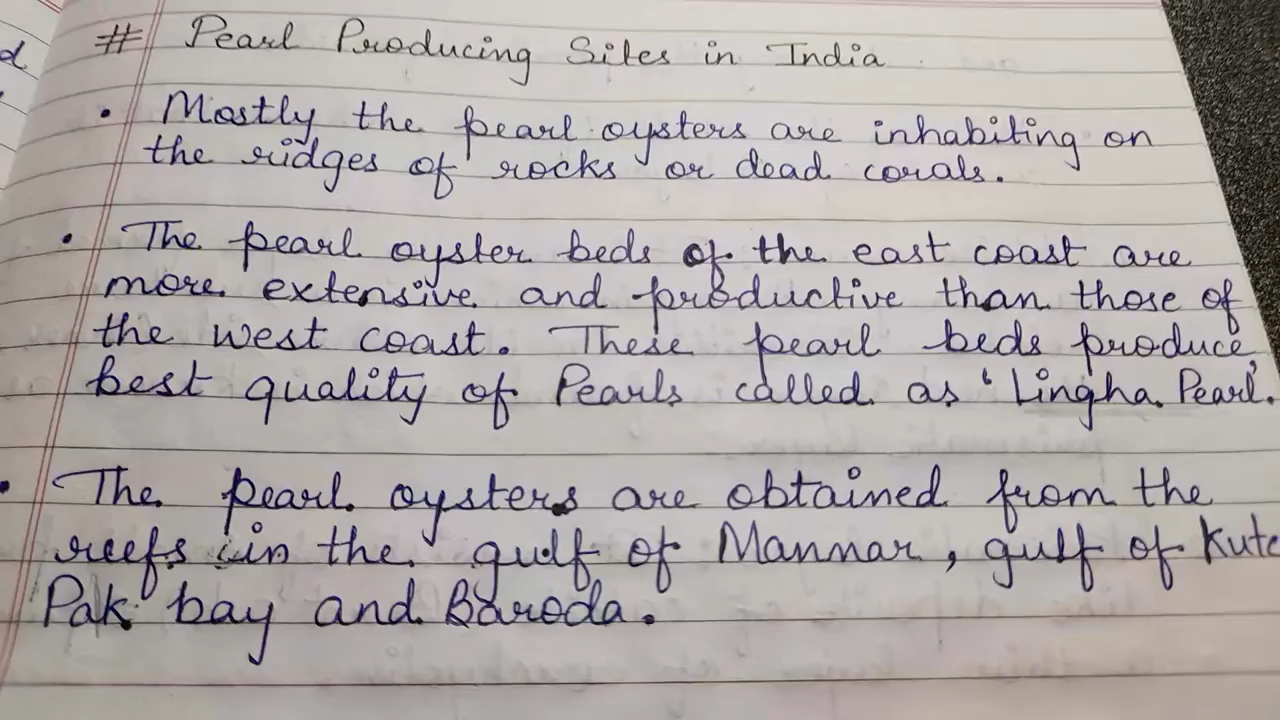 # Pearl Producing Sites in India
• Mostly the pearl oysters are inhabiting on
the ridges of rocks or dead corals.
• The pearl oyster beds of the east coast are
more extensive and productive than those of
the west coast. These pearl beds produce
best quality of Pearls called as 'Lingha Pearl'.
• The pearl oysters are obtained from the
reefs in the gulf of Mannar, gulf of Kutc
Pak bay and Baroda.